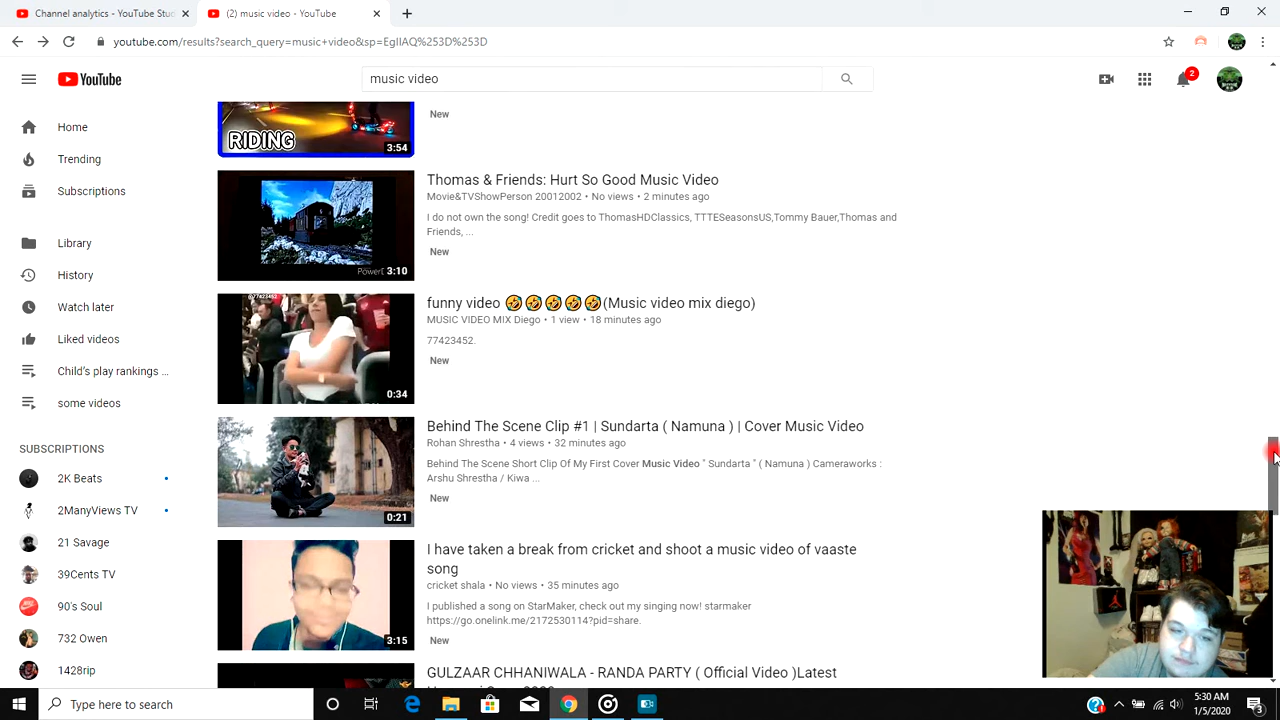 Channel analytics - YouTube Stud
(2) music video - YouTube
youtube.com/results?search_query=music+video&sp=EgIIAQ%253D%253D
YouTube
music video
2
Home
Trending
Subscriptions
Library
History
Watch later
Liked videos
Child's play rankings ...
some videos
SUBSCRIPTIONS
2K Beats
2ManyViews TV
21 Savage
39Cents TV
90's Soul
732 Owen
1428rip
RIDING
3:54
New
Thomas & Friends: Hurt So Good Music Video
Movie&TVShowPerson 20012002 • No views • 2 minutes ago
I do not own the song! Credit goes to ThomasHDClassics, TTTESeasonsUS,Tommy Bauer,Thomas and
Friends, ...
New
3:10
funny video 🤣🤣🤣🤣🤣(Music video mix diego)
MUSIC VIDEO MIX Diego • 1 view • 18 minutes ago
77423452.
New
@77423452
0:34
Behind The Scene Clip #1 | Sundarta ( Namuna ) | Cover Music Video
Rohan Shrestha • 4 views • 32 minutes ago
Behind The Scene Short Clip Of My First Cover Music Video " Sundarta " ( Namuna ) Cameraworks :
Arshu Shrestha / Kiwa ...
New
0:21
I have taken a break from cricket and shoot a music video of vaaste
song
cricket shala • No views • 35 minutes ago
I published a song on StarMaker, check out my singing now! starmaker
https://go.onelink.me/2172530114?pid=share.
New
3:15
GULZAAR CHHANIWALA - RANDA PARTY ( Official Video )Latest
Type here to search
5:30 AM
1/5/2020
3